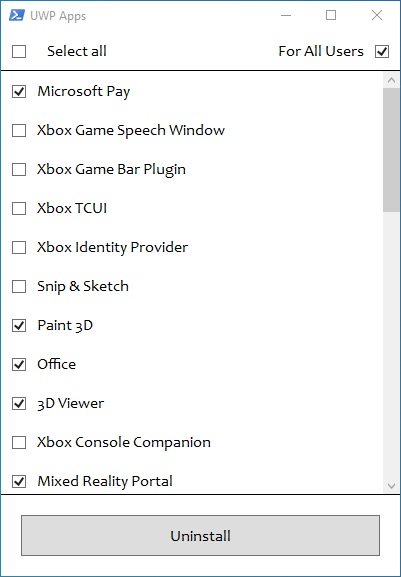 UWP Apps
Select all For All Users
Microsoft Pay
Xbox Game Speech Window
Xbox Game Bar Plugin
Xbox TCUI
Xbox Identity Provider
Snip & Sketch
Paint 3D
Office
3D Viewer
Xbox Console Companion
Mixed Reality Portal
Uninstall